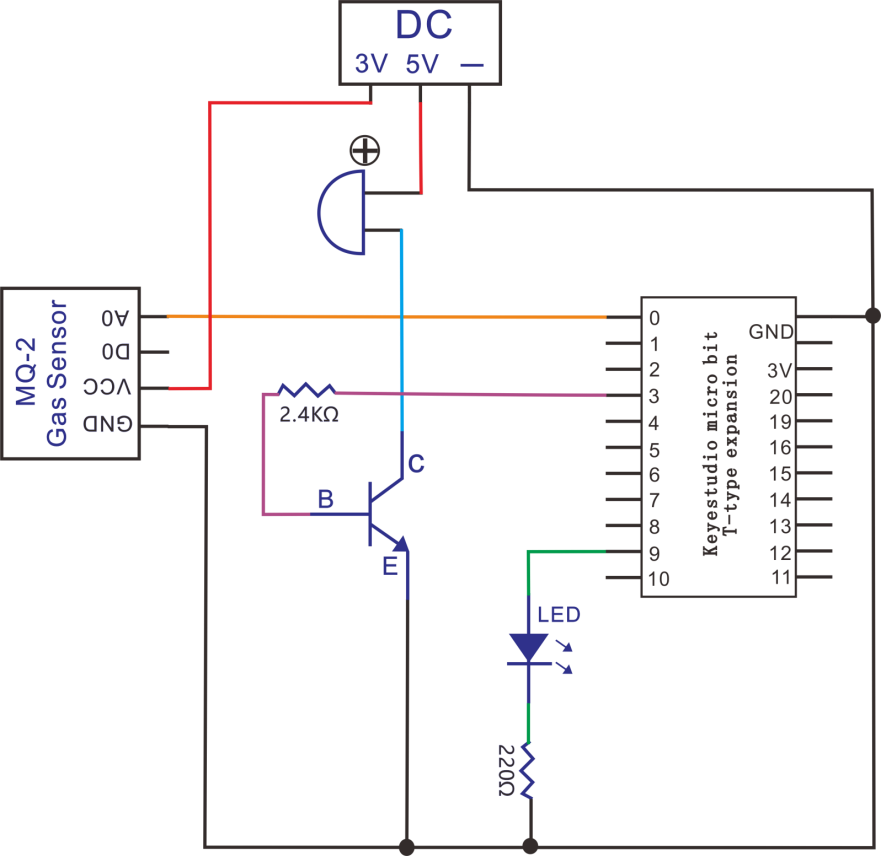 DC
3V 5V —
MQ-2
Gas Sensor
A0
D0
VCC
GND
2.4KΩ
B
C
E
LED
220Ω
Keyestudio micro bit
T-type expansion
0
1
2
3
4
5
6
7
8
9
10
GND
3V
20
19
16
15
14
13
12
11